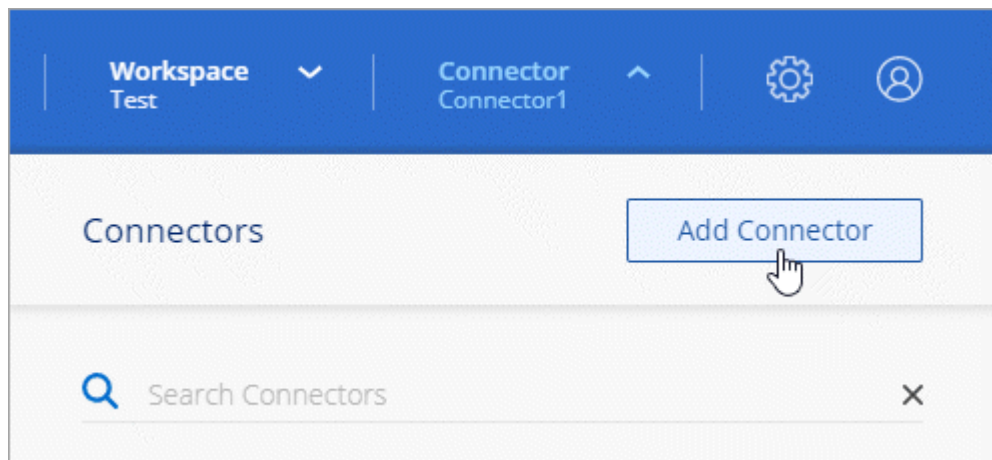 Workspace
Test
Connector
Connector1
Connectors
Add Connector
Search Connectors